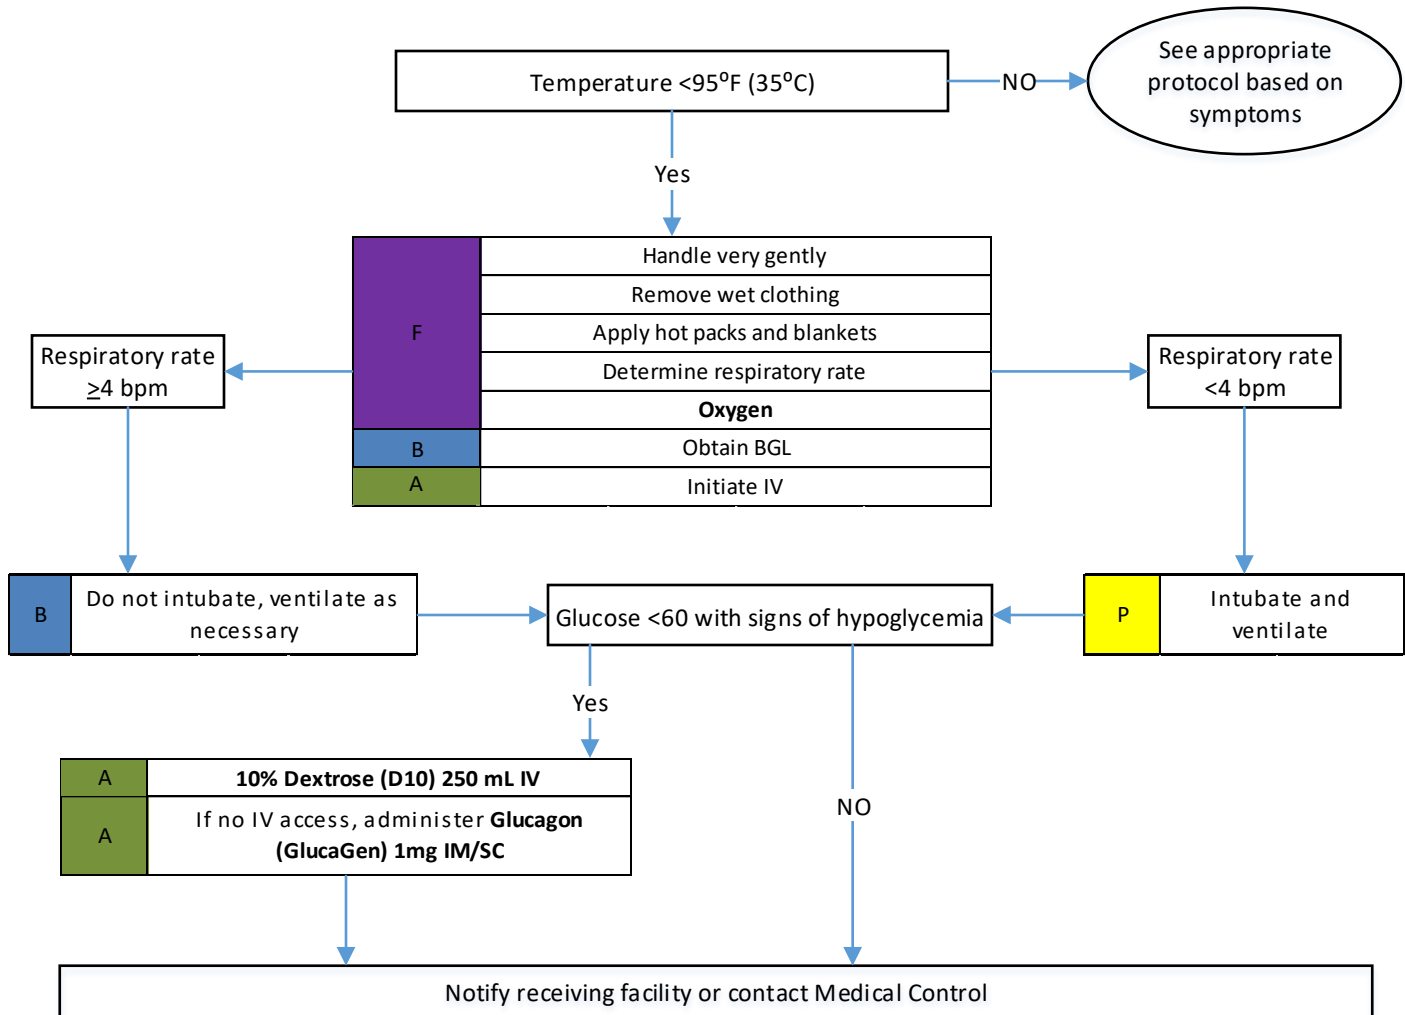 Temperature <95⁰F (35⁰C)
NO
See appropriate
protocol based on
symptoms
Yes
F
Handle very gently
Remove wet clothing
Apply hot packs and blankets
Determine respiratory rate
Oxygen
B
Obtain BGL
A
Initiate IV
Respiratory rate
≥4 bpm
Respiratory rate
<4 bpm
B
Do not intubate, ventilate as
necessary
Glucose <60 with signs of hypoglycemia
P
Intubate and
ventilate
Yes
NO
A
10% Dextrose (D10) 250 mL IV
A
If no IV access, administer Glucagon
(GlucaGen) 1mg IM/SC
Notify receiving facility or contact Medical Control